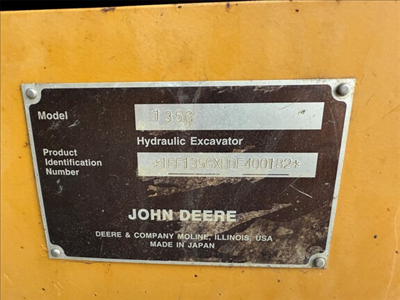 Model 135G
Hydraulic Excavator
Product
Identification
Number
JOHN DEERE
DEERE & COMPANY MOLINE, ILLINOIS, USA
MADE IN JAPAN